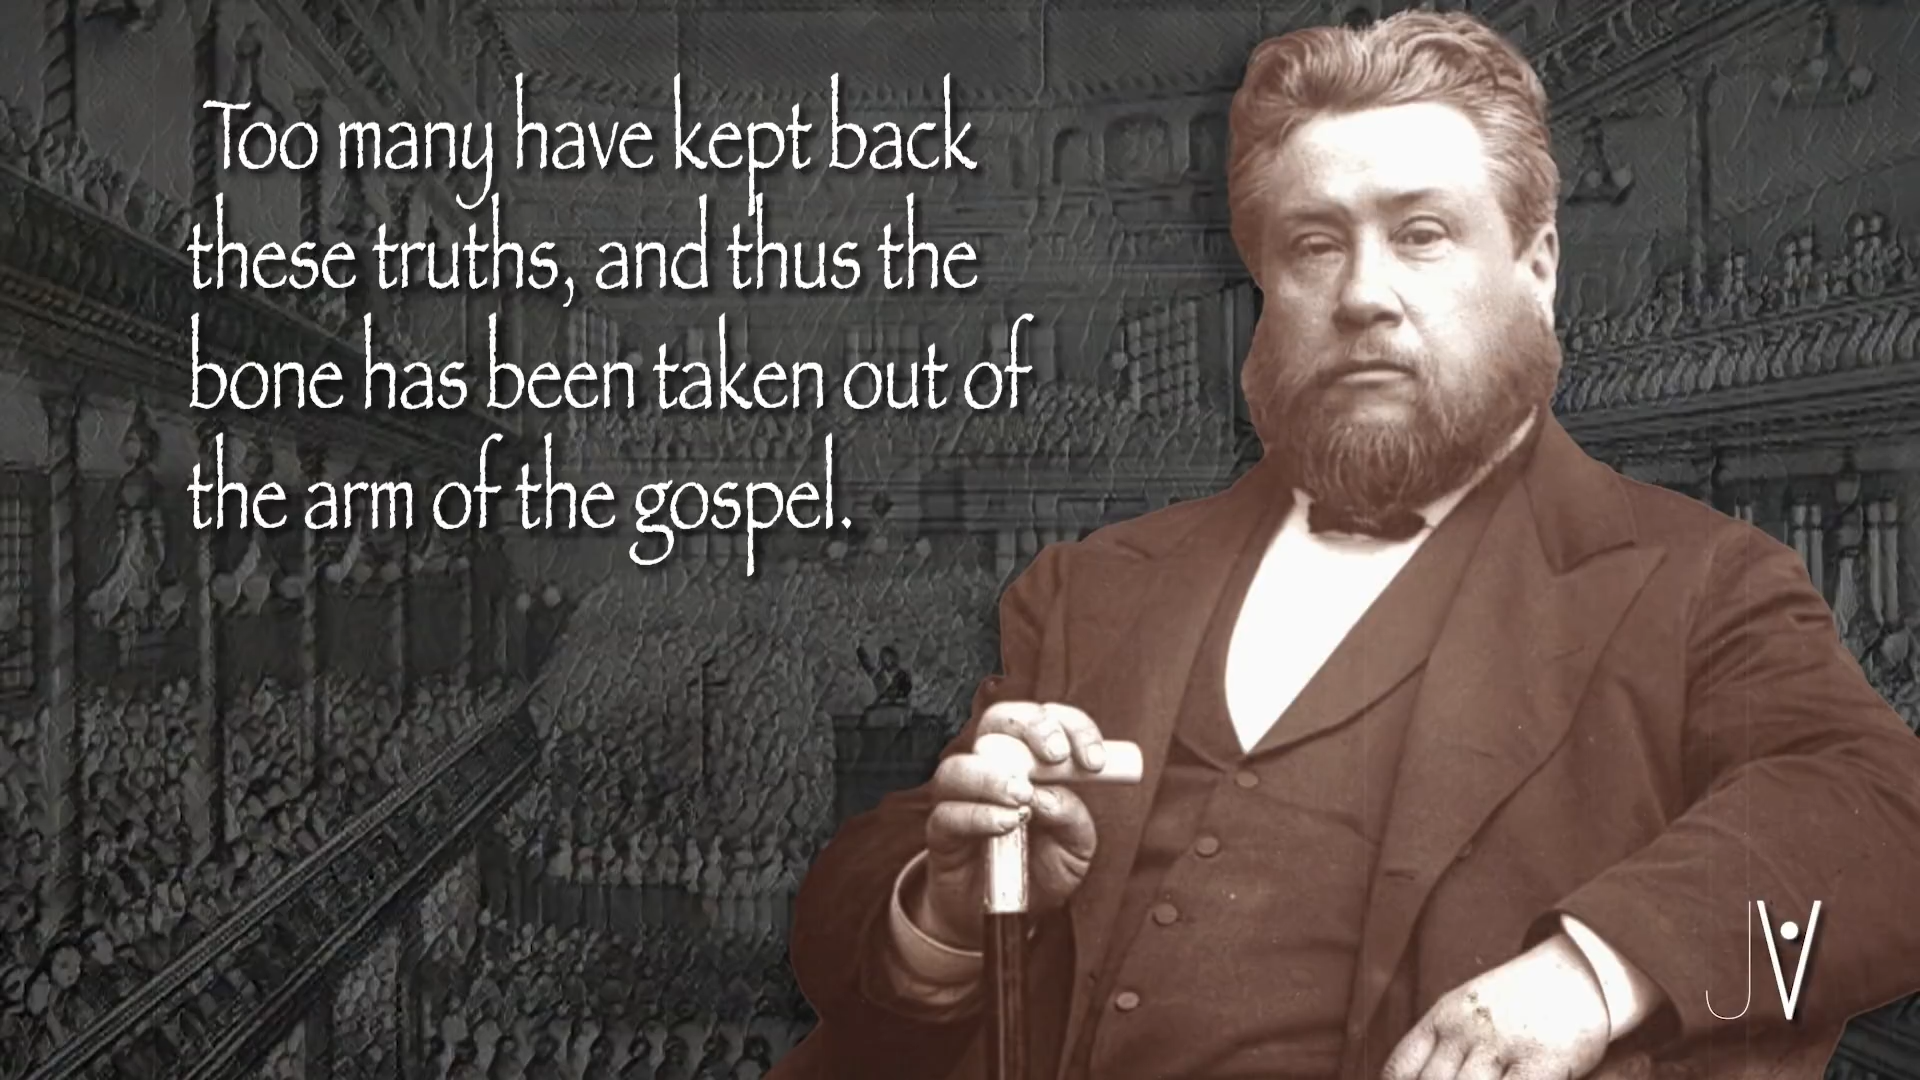 Too many have kept back
these truths, and thus the
bone has been taken out of
the arm of the gospel.
JV